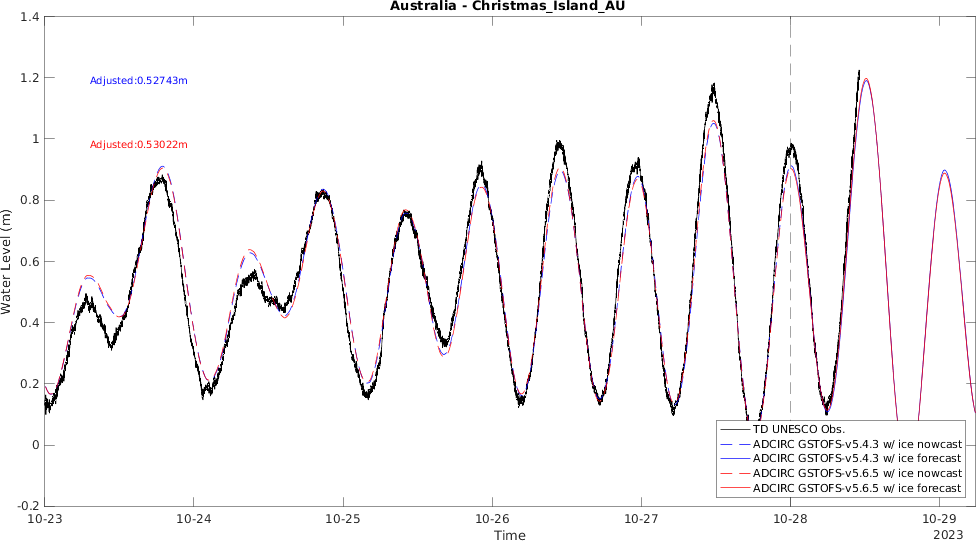 Australia - Christmas_Island_AU
1.4
1.2
1
0.8
0.6
0.4
0.2
0
-0.2
Water Level (m)
Adjusted:0.52743m
Adjusted:0.53022m
TD UNESCO Obs.
ADCIRC GSTOFS-v5.4.3 w/ ice nowcast
ADCIRC GSTOFS-v5.4.3 w/ ice forecast
ADCIRC GSTOFS-v5.6.5 w/ ice nowcast
ADCIRC GSTOFS-v5.6.5 w/ ice forecast
10-23 10-24 10-25 10-26 10-27 10-28 10-29
2023
Time